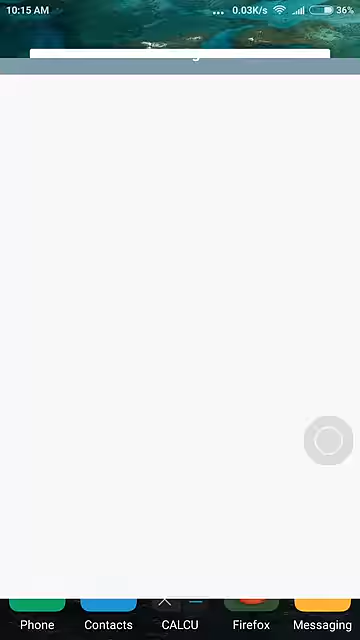 10:15 AM ... 0.03K/s 36%
Phone Contacts CALCU Firefox Messaging